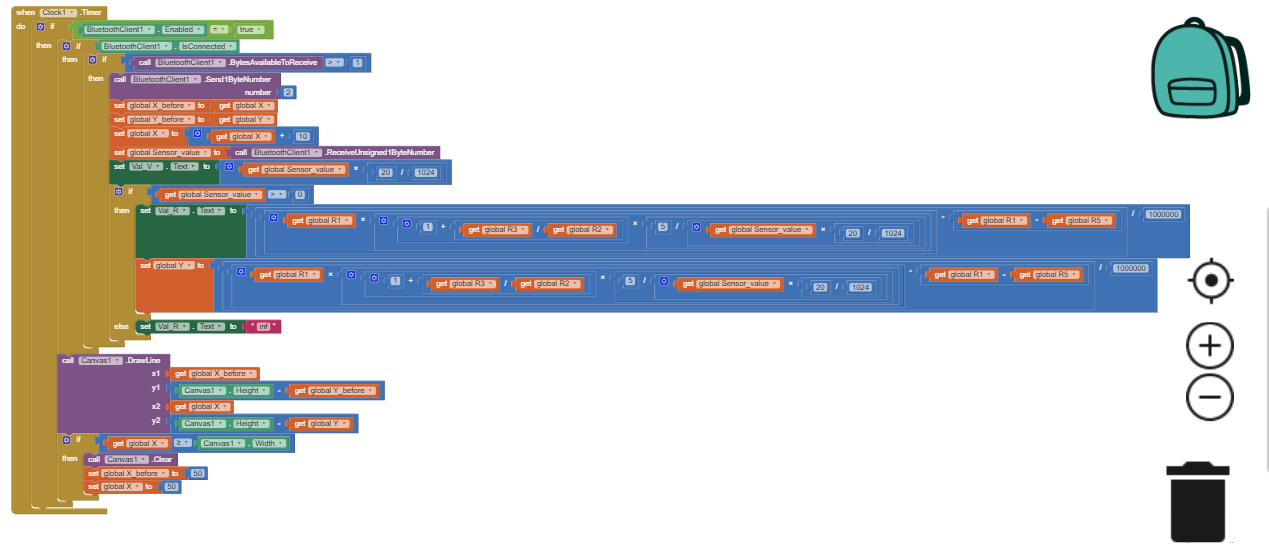 when Clock1 .Timer
do if BluetoothClient1 . Enabled = true
then if BluetoothClient1 . IsConnected
then if call BluetoothClient1 .BytesAvailableToReceive > 1
then call BluetoothClient1 .Send1ByteNumber
number 2
set global X_before to get global X
set global Y_before to get global Y
set global X to get global X + 10
set global Sensor_value to call BluetoothClient1 .ReceiveUnsigned1ByteNumber
set Val_V . Text to get global Sensor_value × 20 / 1024
if get global Sensor_value > 0
then set Val_R . Text to get global R1 × 1 + get global R3 / get global R2 × 5 / get global Sensor_value × 20 / 1024 - get global R1 - get global R5 / 1000000
set global Y to get global R1 × 1 + get global R3 / get global R2 × 5 / get global Sensor_value × 20 / 1024 - get global R1 - get global R5 / 1000000
else set Val_R . Text to " inf "
call Canvas1 .DrawLine
x1 get global X_before
y1 Canvas1 . Height - get global Y_before
x2 get global X
y2 Canvas1 . Height - get global Y
if get global X ≥ Canvas1 . Width
then call Canvas1 .Clear
set global X_before to 50
set global X to 50